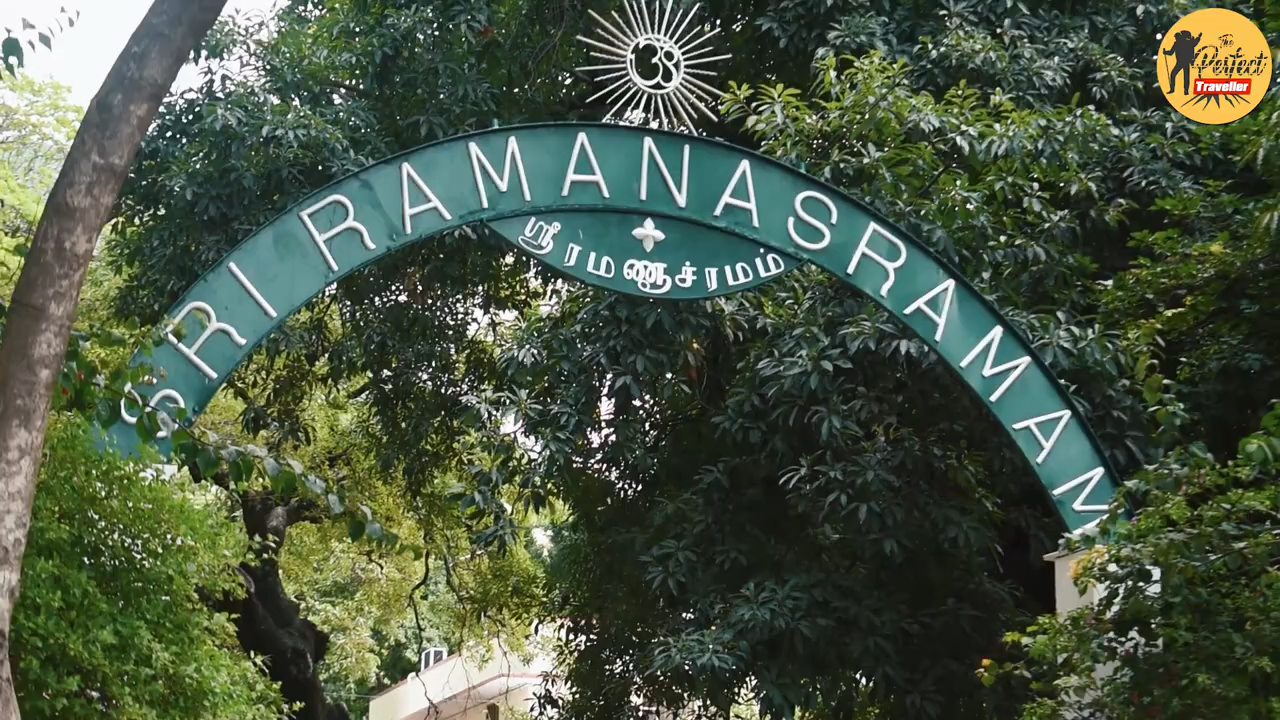 ॐ
SRI RAMANASRAMAM
ஸ்ரீ ரமணாச்ரமம்
The
Perfect
Traveller